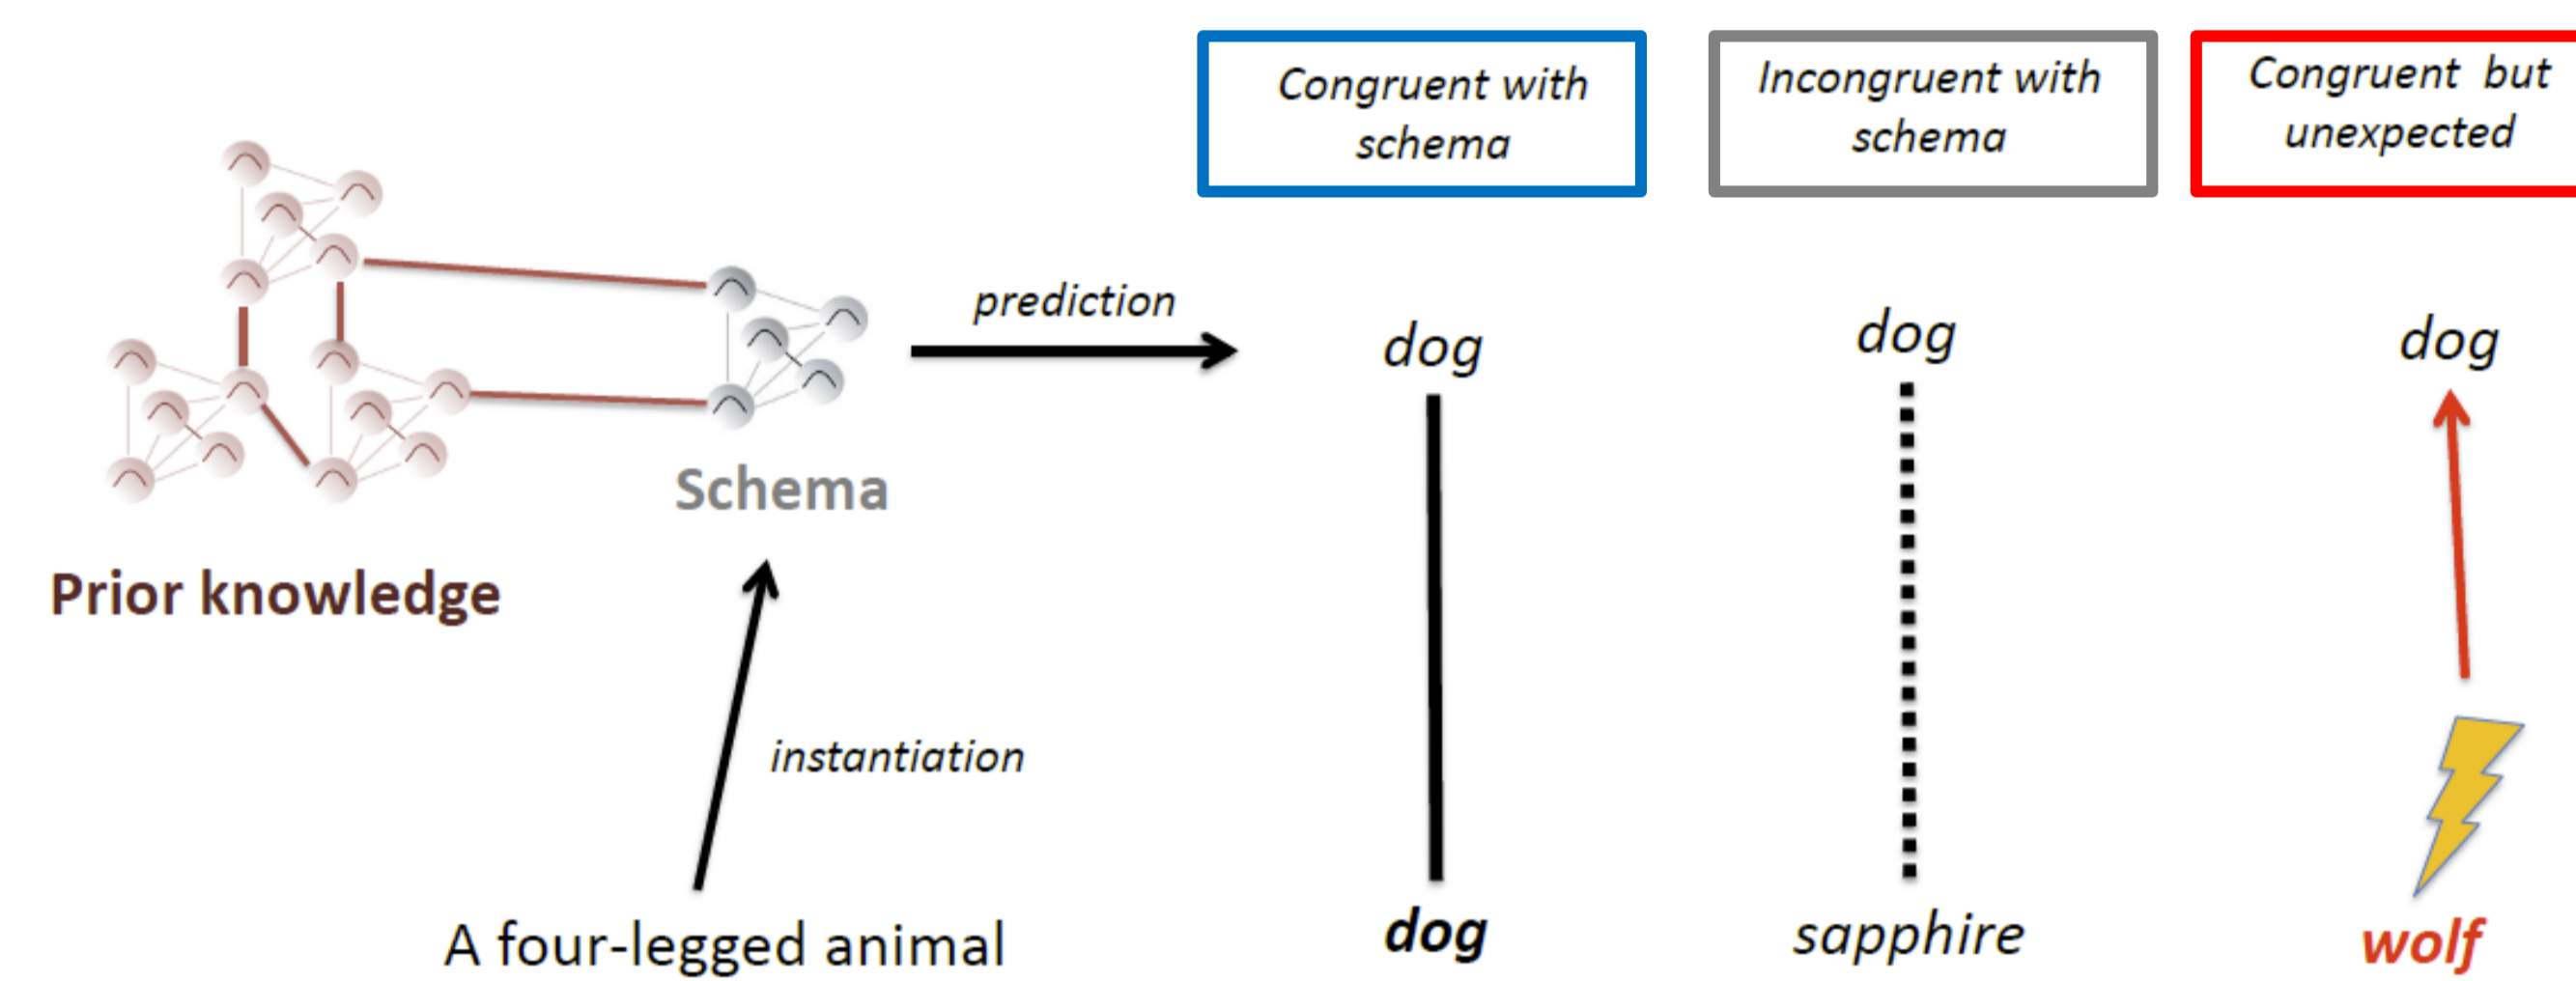 Congruent with
schema
Incongruent with
schema
Congruent but
unexpected
prediction
dog
dog
dog
Schema
Prior knowledge
instantiation
A four-legged animal
dog
sapphire
wolf